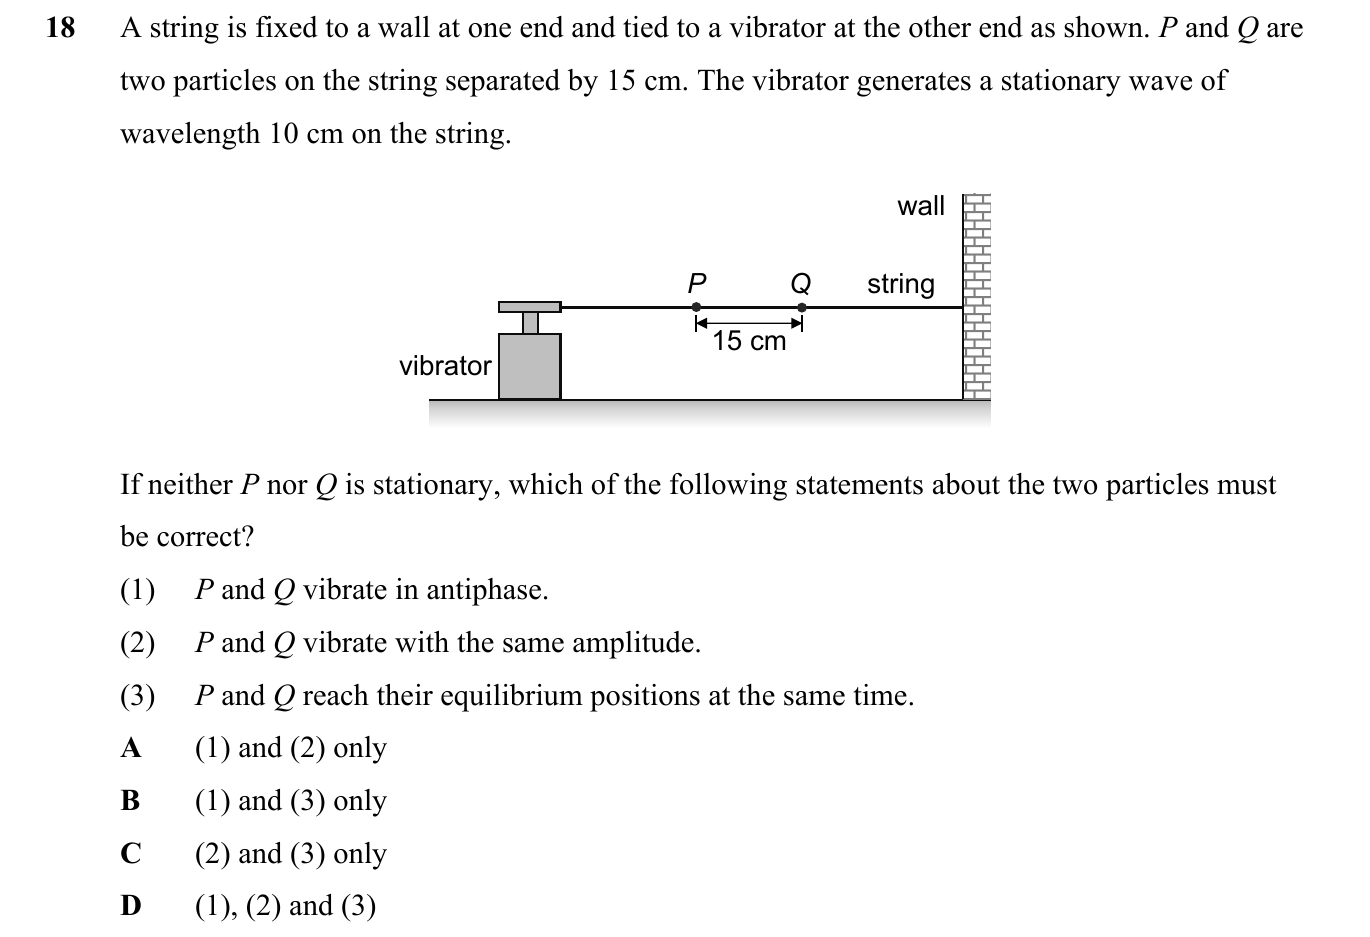 18 A string is fixed to a wall at one end and tied to a vibrator at the other end as shown. P and Q are
two particles on the string separated by 15 cm. The vibrator generates a stationary wave of
wavelength 10 cm on the string.
wall
P Q string
15 cm
vibrator
If neither P nor Q is stationary, which of the following statements about the two particles must
be correct?
(1) P and Q vibrate in antiphase.
(2) P and Q vibrate with the same amplitude.
(3) P and Q reach their equilibrium positions at the same time.
A (1) and (2) only
B (1) and (3) only
C (2) and (3) only
D (1), (2) and (3)